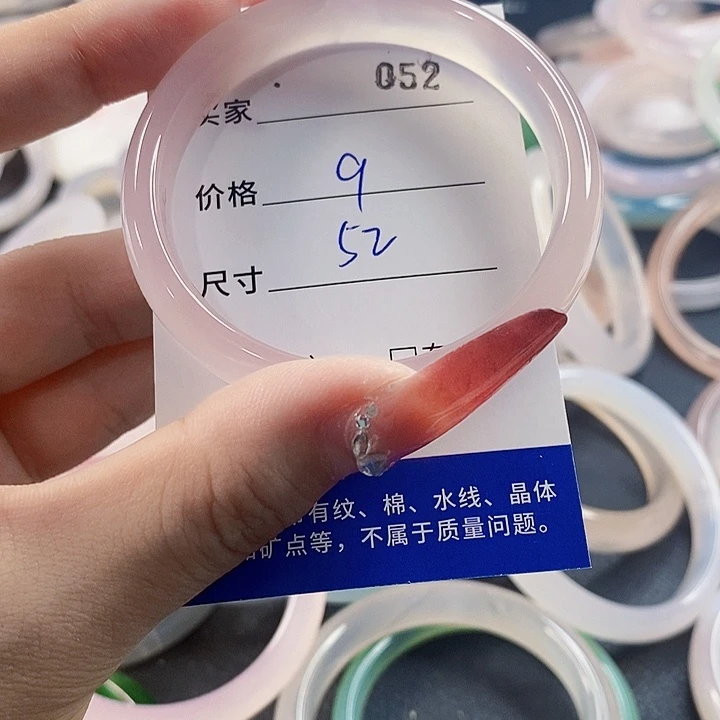 052
买家
价格 9
52
尺寸
有纹、棉、水线、晶体
矿点等，不属于质量问题。